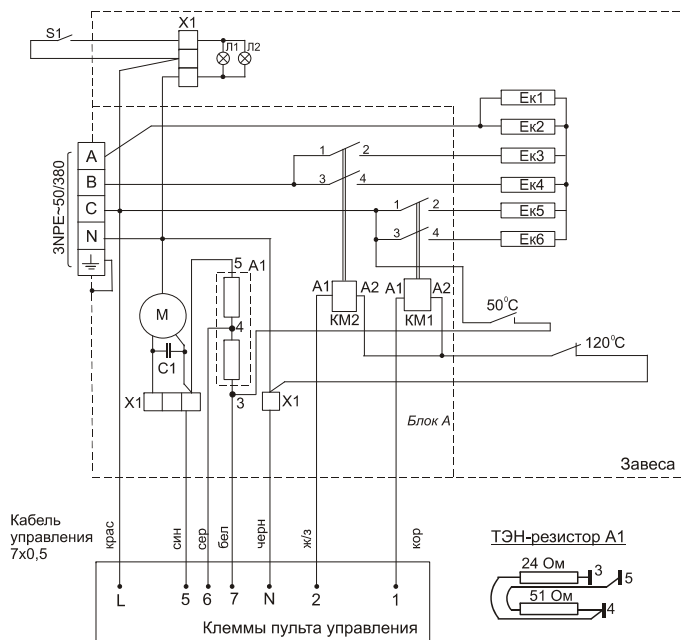 S1
X1
Л1 Л2
A
B
C
N
3NPE~50/380
Ек1
Ек2
Ек3
Ек4
Ек5
Ек6
1 2
3 4
1 2
3 4
5 A1
4
3
M
C1
X1
X1
A1 A2
КМ2
A1 A2
КМ1
50°C
120°C
Блок А
Завеса
Кабель
управления
7х0,5
крас
син
сер
бел
черн
ж/з
кор
L 5 6 7 N 2 1
Клеммы пульта управления
ТЭН-резистор А1
24 Ом
3
5
51 Ом
4